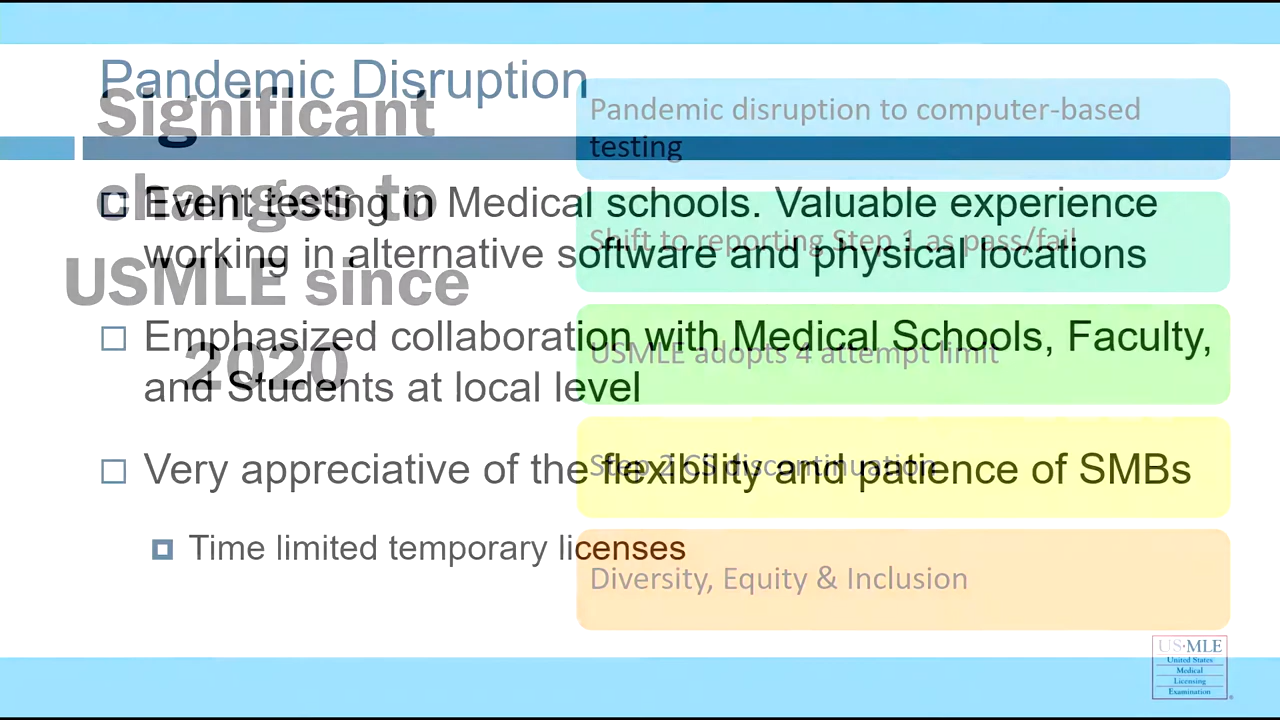 Pandemic Disruption
Event testing in Medical schools. Valuable experience
working in alternative software and physical locations
Emphasized collaboration with Medical Schools, Faculty,
and Students at local level
Very appreciative of the flexibility and patience of SMBs
Time limited temporary licenses
Significant
changes to
USMLE since
2020
Pandemic disruption to computer-based
testing
Shift to reporting Step 1 as pass/fail
USMLE adopts 4 attempt limit
Step 2 CS discontinuation
Diversity, Equity & Inclusion
US·MLE
United States
Medical
Licensing
Examination
®